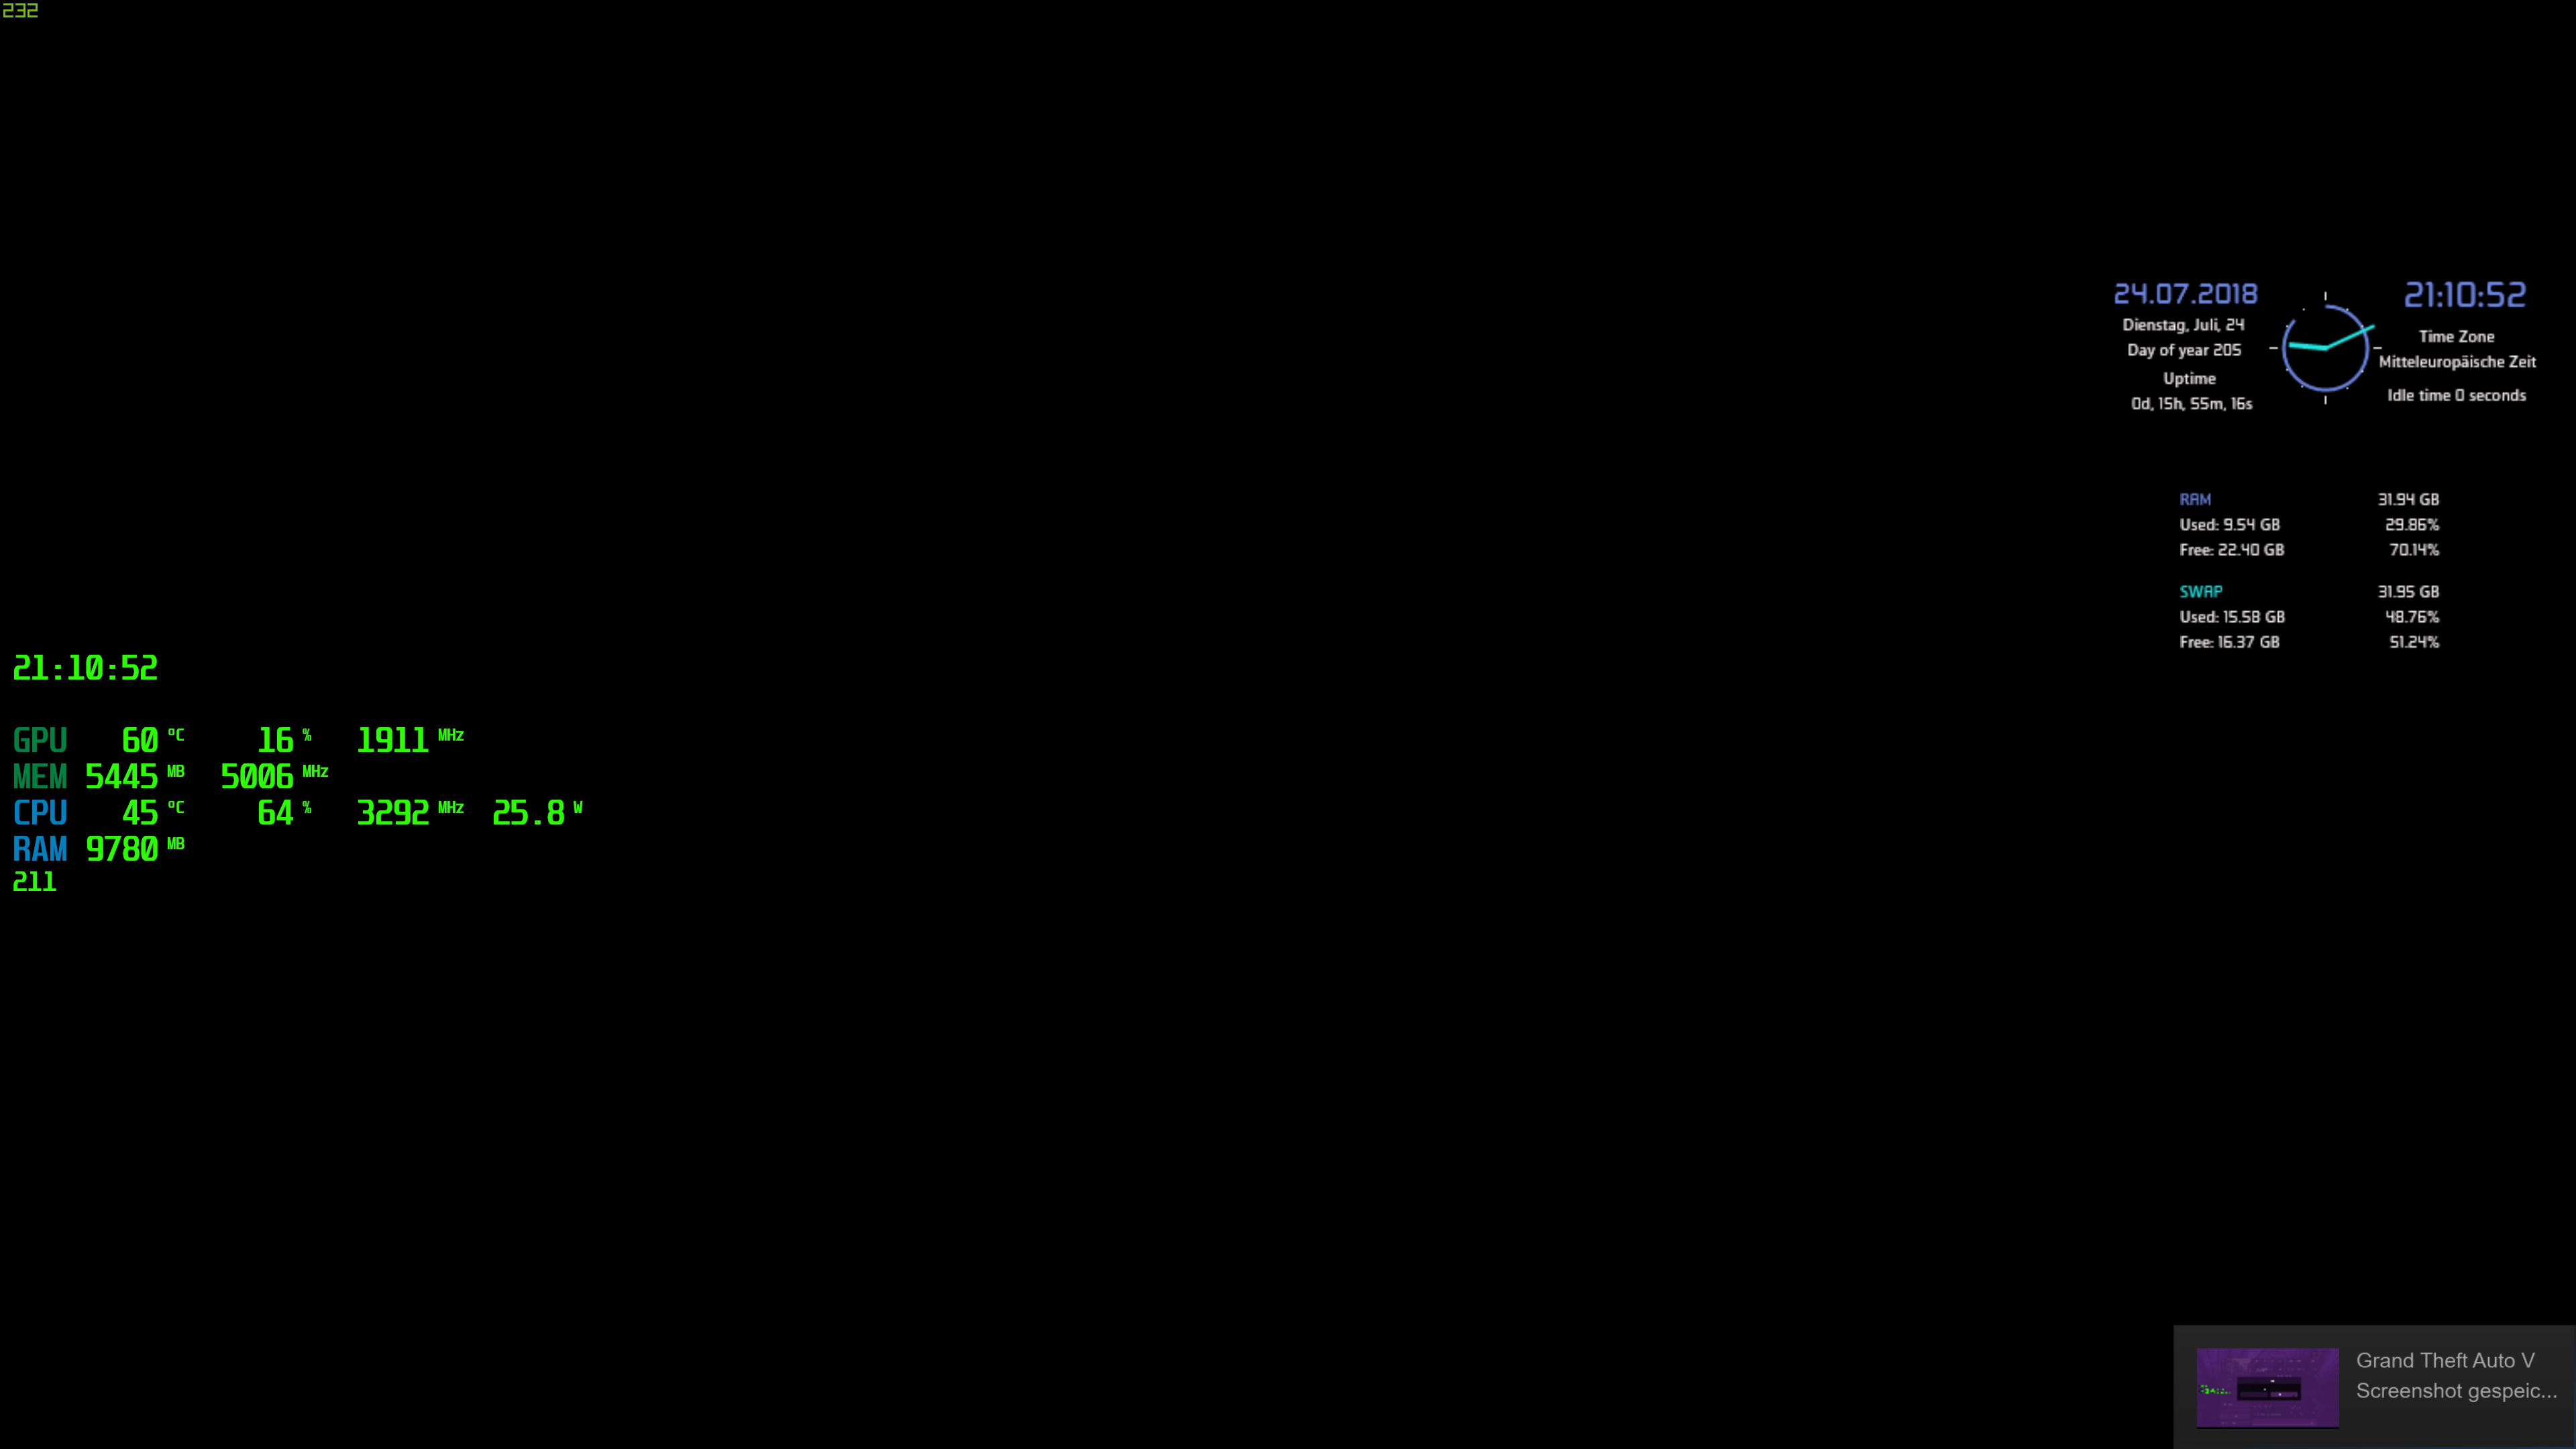 232
24.07.2018
Dienstag, Juli, 24
Day of year 205
Uptime
0d, 15h, 55m, 16s
21:10:52
Time Zone
Mitteleuropäische Zeit
Idle time 0 seconds
RAM 31.94 GB
Used: 9.54 GB 29.86%
Free: 22.40 GB 70.14%
SWAP 31.95 GB
Used: 15.58 GB 48.76%
Free: 16.37 GB 51.24%
21:10:52
GPU 60 °C 16 % 1911 MHz
MEM 5445 MB 5006 MHz
CPU 45 °C 64 % 3292 MHz 25.8 W
RAM 9780 MB
211
Grand Theft Auto V
Screenshot gespeic...